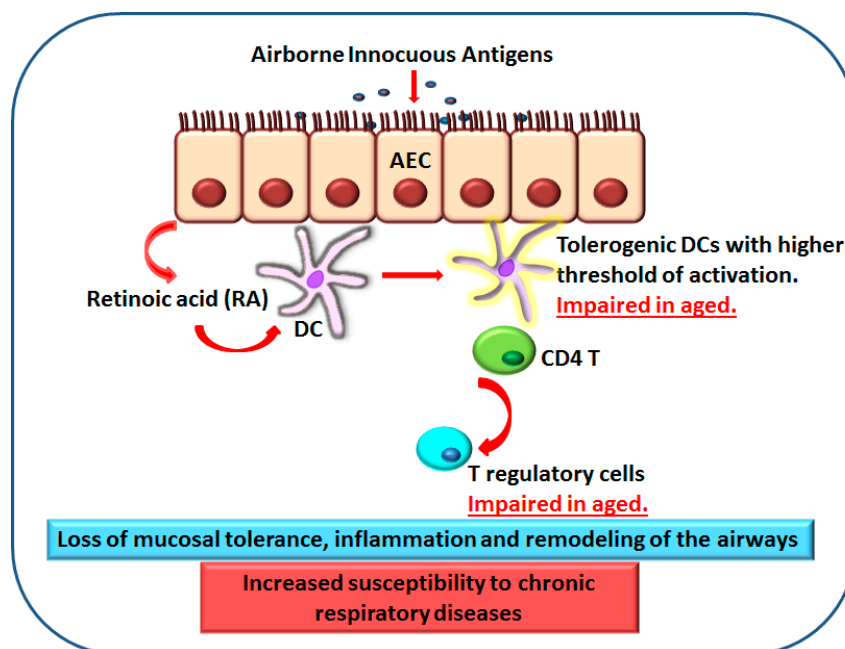 Airborne Innocuous Antigens
AEC
Tolerogenic DCs with higher
threshold of activation.
Impaired in aged.
Retinoic acid (RA)
DC
CD4 T
T regulatory cells
Impaired in aged.
Loss of mucosal tolerance, inflammation and remodeling of the airways
Increased susceptibility to chronic
respiratory diseases